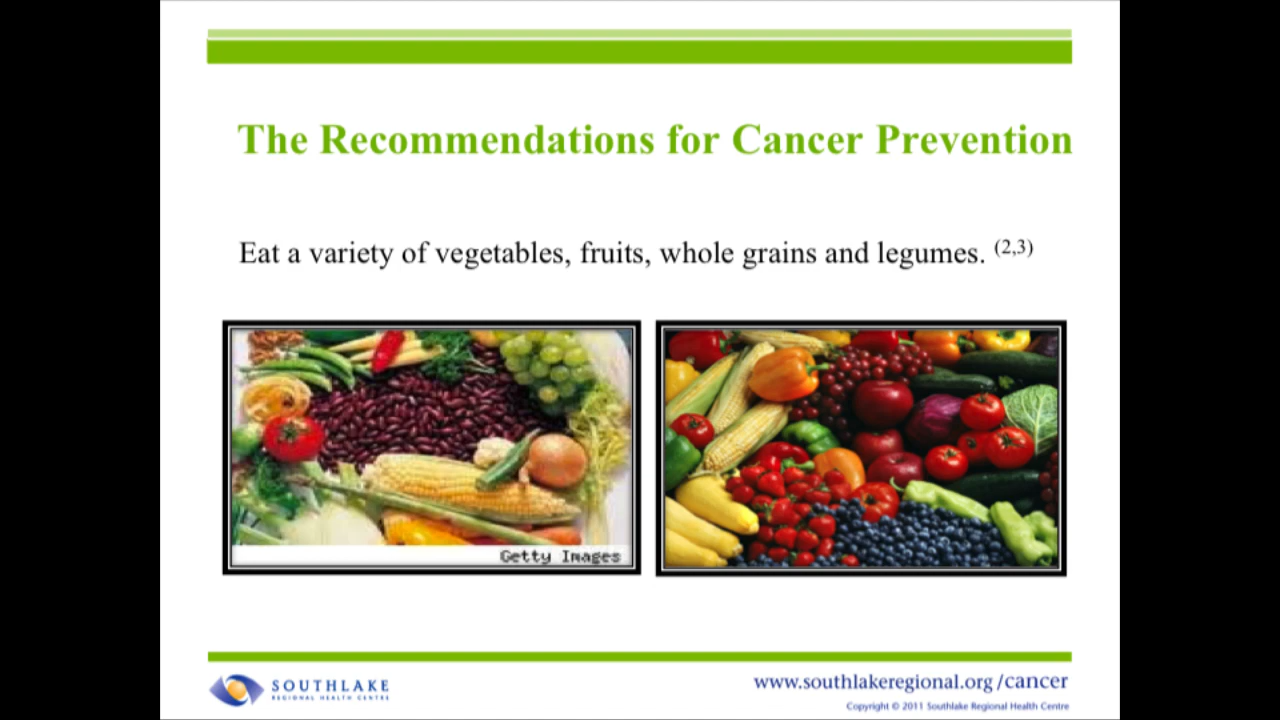 The Recommendations for Cancer Prevention
Eat a variety of vegetables, fruits, whole grains and legumes. (2,3)
Getty Images
SOUTHLAKE
REGIONAL HEALTH CENTRE
www.southlakeregional.org/cancer
Copyright © 2011 Southlake Regional Health Centre